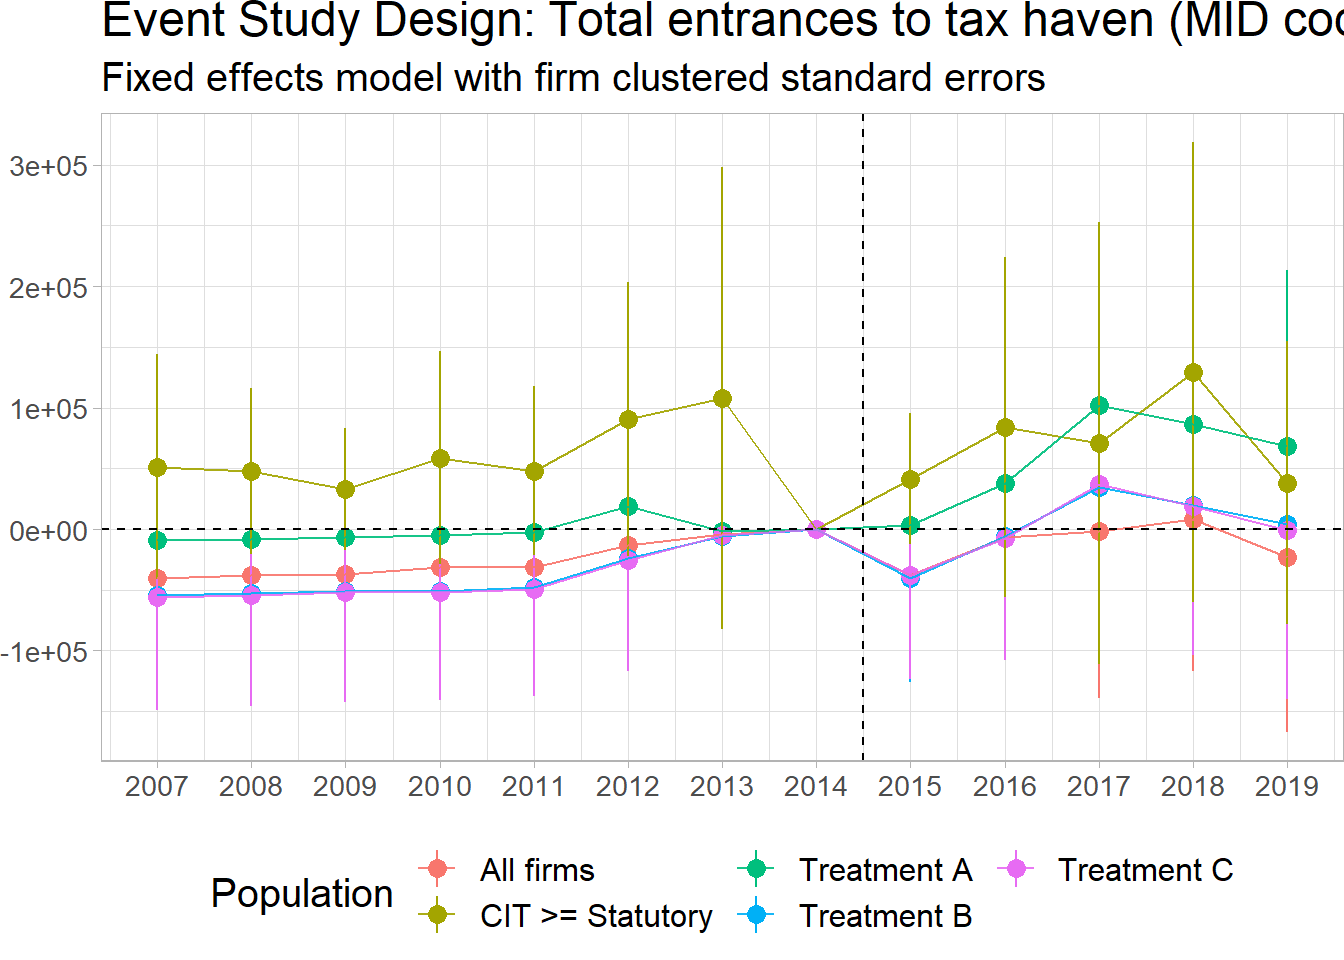 Event Study Design: Total entrances to tax haven (MID
Fixed effects model with firm clustered standard errors
3e+05
2e+05
1e+05
0e+00
-1e+05
2007 2008 2009 2010 2011 2012 2013 2014 2015 2016 2017 2018 2019
Population
All firms Treatment A Treatment C
CIT >= Statutory Treatment B